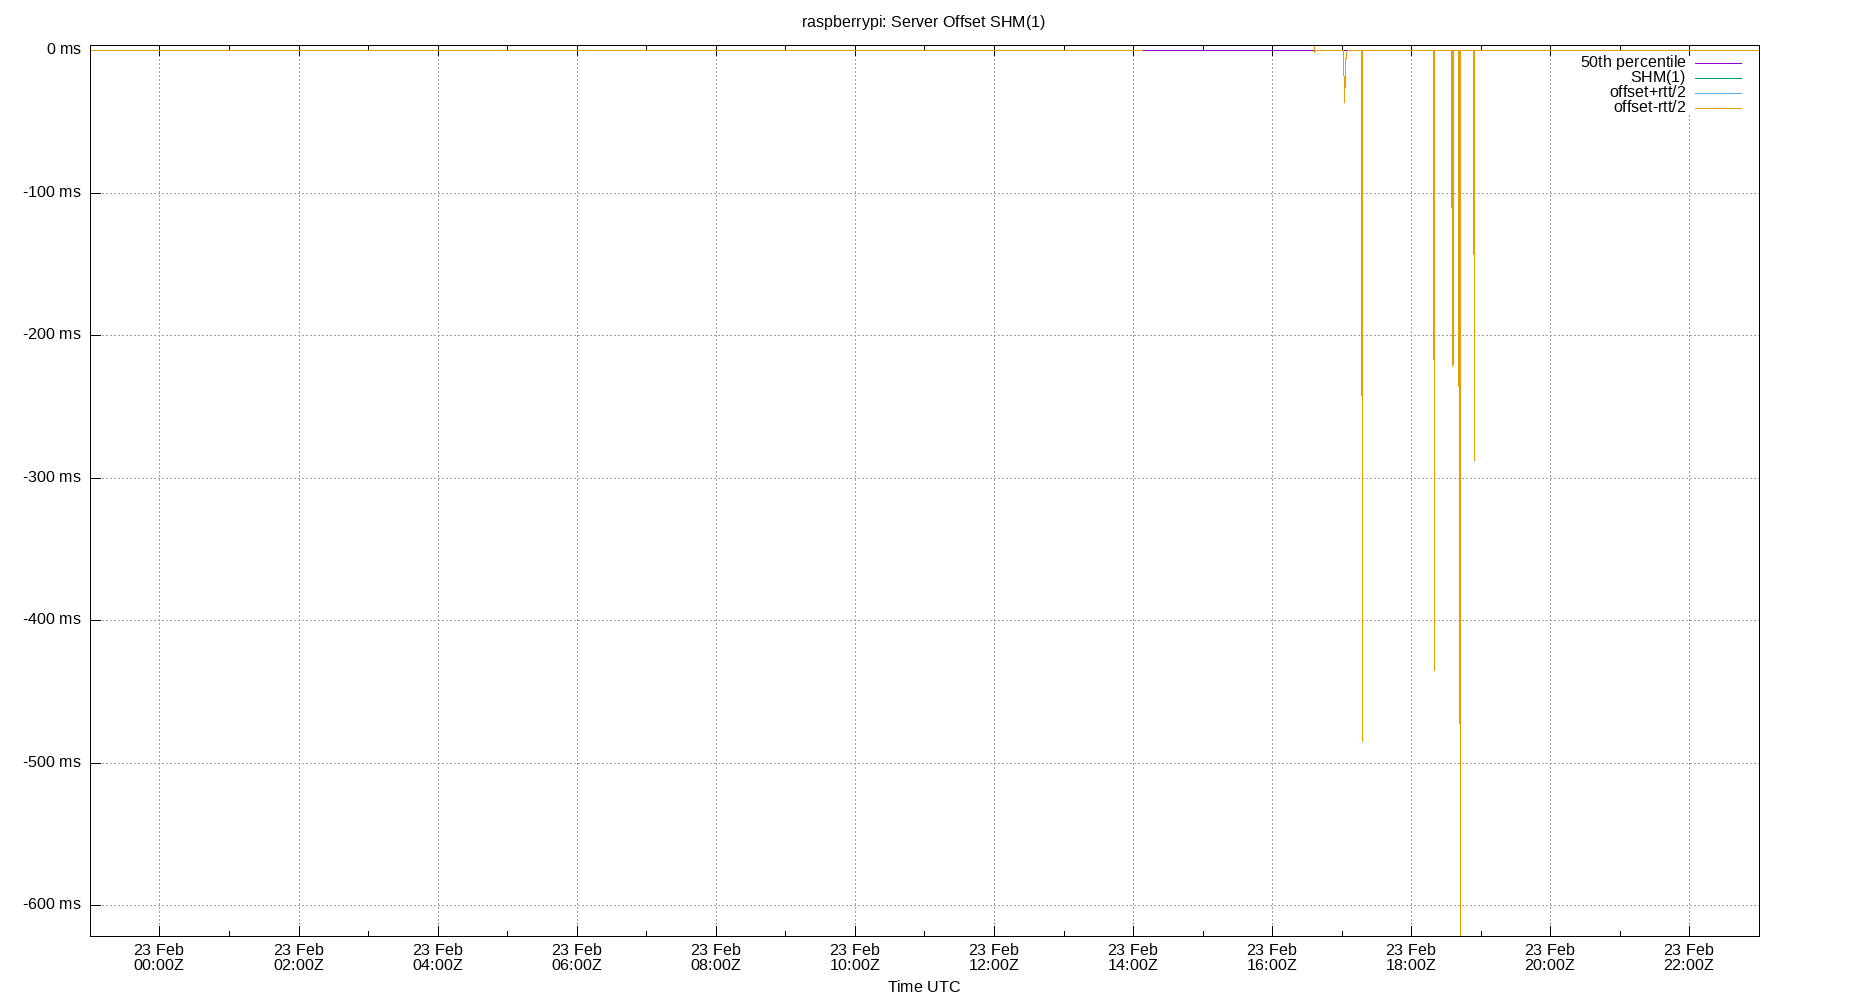 raspberrypi: Server Offset SHM(1)
0 ms
-100 ms
-200 ms
-300 ms
-400 ms
-500 ms
-600 ms
50th percentile
SHM(1)
offset+rtt/2
offset-rtt/2
23 Feb 23 Feb 23 Feb 23 Feb 23 Feb 23 Feb 23 Feb 23 Feb 23 Feb 23 Feb 23 Feb 23 Feb
00:00Z 02:00Z 04:00Z 06:00Z 08:00Z 10:00Z 12:00Z 14:00Z 16:00Z 18:00Z 20:00Z 22:00Z
Time UTC